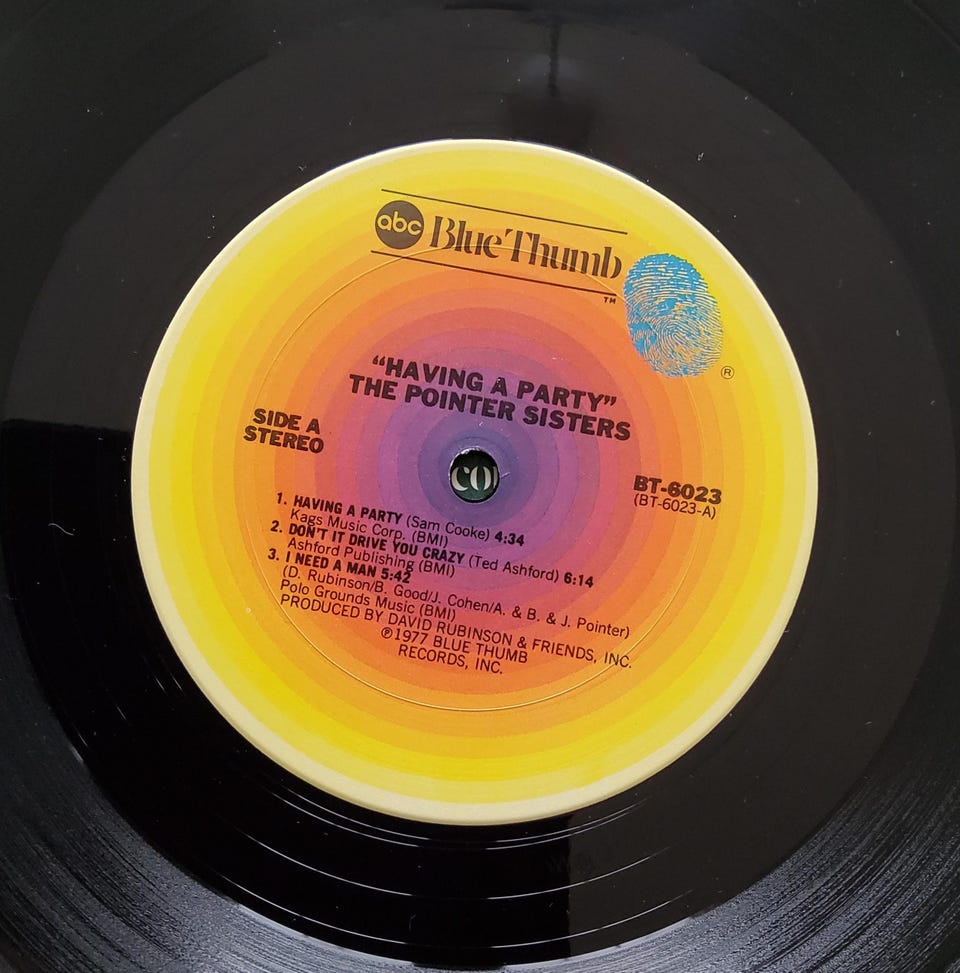 abc Blue Thumb
TM
®
"HAVING A PARTY"
THE POINTER SISTERS
SIDE A
STEREO
BT-6023
(BT-6023-A)
1. HAVING A PARTY (Sam Cooke) 4:34
Kags Music Corp. (BMI)
2. DON'T IT DRIVE YOU CRAZY (Ted Ashford) 6:14
Ashford Publishing (BMI)
3. I NEED A MAN 5:42
(D. Rubinson/B. Good/J. Cohen/A. & B. & J. Pointer)
Polo Grounds Music (BMI)
PRODUCED BY DAVID RUBINSON & FRIENDS, INC.
℗1977 BLUE THUMB
RECORDS, INC.